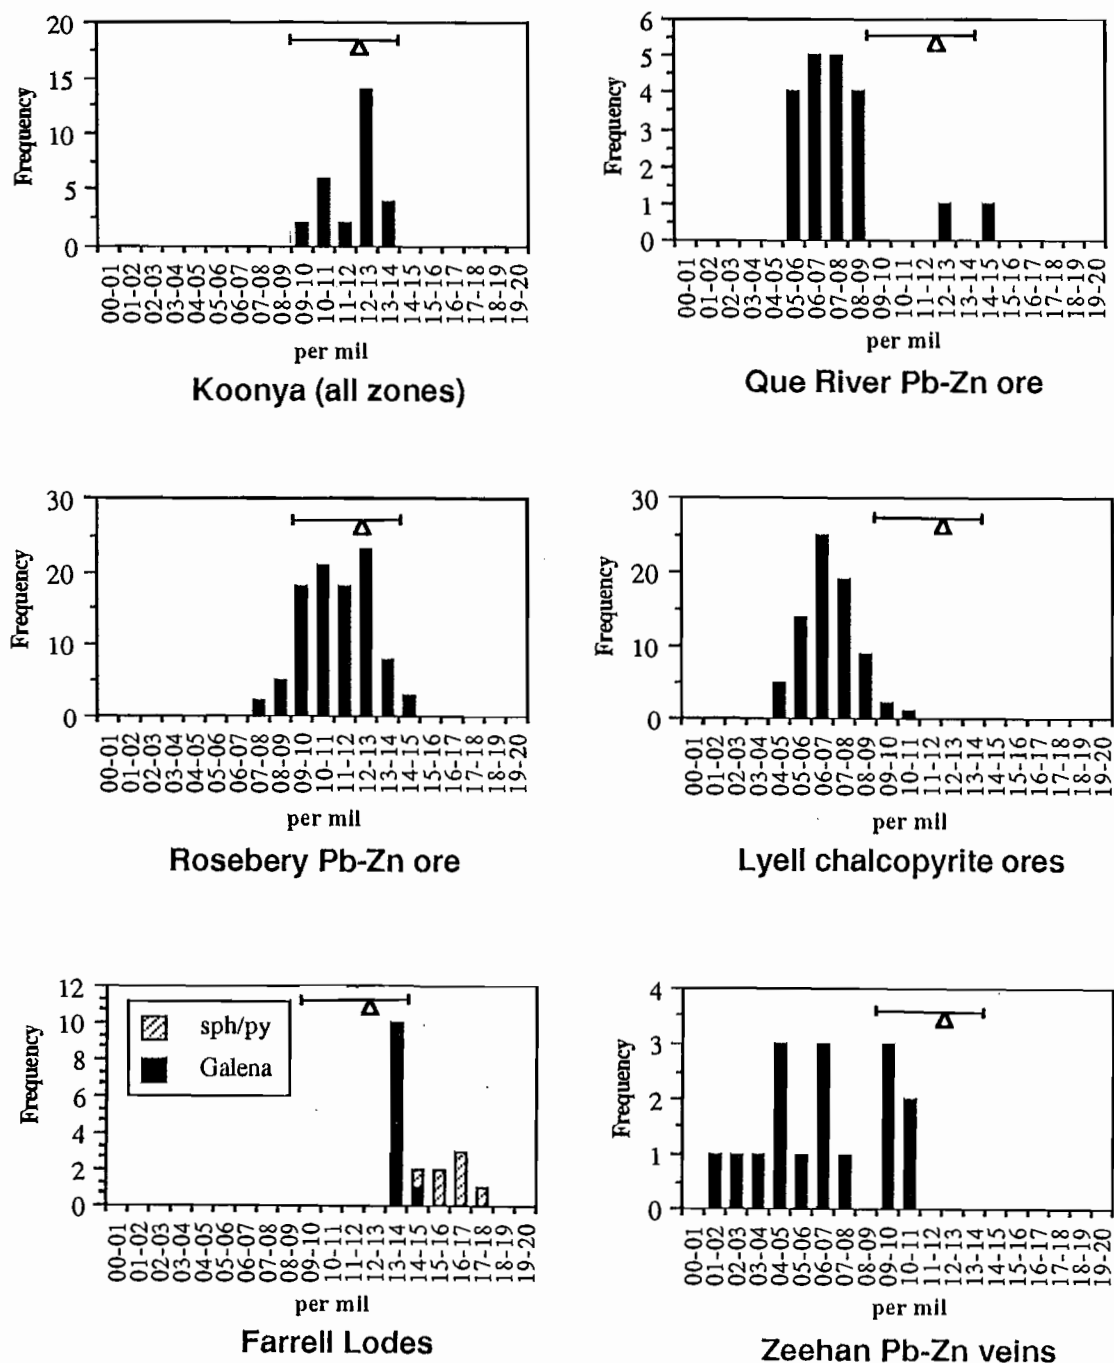 20
15
10
5
0
Frequency
Δ
00-01 01-02 02-03 03-04 04-05 05-06 06-07 07-08 08-09 09-10 10-11 11-12 12-13 13-14 14-15 15-16 16-17 17-18 18-19 19-20
per mil
Koonya (all zones)
6
5
4
3
2
1
0
Frequency
Δ
00-01 01-02 02-03 03-04 04-05 05-06 06-07 07-08 08-09 09-10 10-11 11-12 12-13 13-14 14-15 15-16 16-17 17-18 18-19 19-20
per mil
Que River Pb-Zn ore
30
20
10
0
Frequency
Δ
00-01 01-02 02-03 03-04 04-05 05-06 06-07 07-08 08-09 09-10 10-11 11-12 12-13 13-14 14-15 15-16 16-17 17-18 18-19 19-20
per mil
Rosebery Pb-Zn ore
30
20
10
0
Frequency
Δ
00-01 01-02 02-03 03-04 04-05 05-06 06-07 07-08 08-09 09-10 10-11 11-12 12-13 13-14 14-15 15-16 16-17 17-18 18-19 19-20
per mil
Lyell chalcopyrite ores
12
10
8
6
4
2
0
Frequency
Δ
sph/py
Galena
00-01 01-02 02-03 03-04 04-05 05-06 06-07 07-08 08-09 09-10 10-11 11-12 12-13 13-14 14-15 15-16 16-17 17-18 18-19 19-20
per mil
Farrell Lodes
4
3
2
1
0
Frequency
Δ
00-01 01-02 02-03 03-04 04-05 05-06 06-07 07-08 08-09 09-10 10-11 11-12 12-13 13-14 14-15 15-16 16-17 17-18 18-19 19-20
per mil
Zeehan Pb-Zn veins